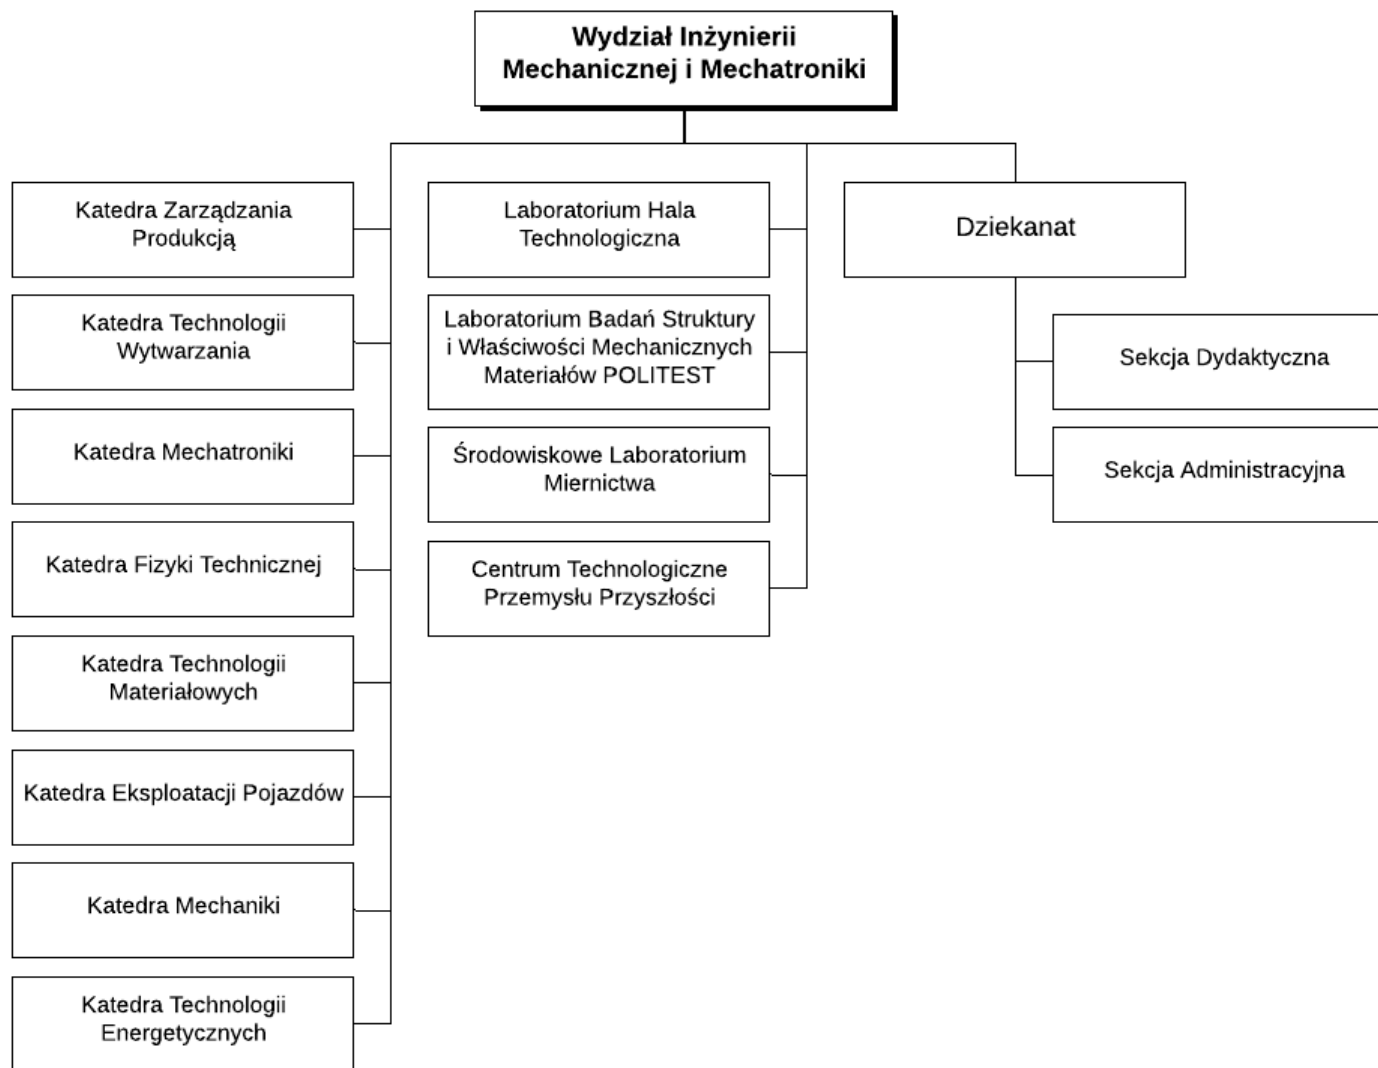 Wydział Inżynierii
Mechanicznej i Mechatroniki
Katedra Zarządzania
Produkcją
Katedra Technologii
Wytwarzania
Katedra Mechatroniki
Katedra Fizyki Technicznej
Katedra Technologii
Materiałowych
Katedra Eksploatacji Pojazdów
Katedra Mechaniki
Katedra Technologii
Energetycznych
Laboratorium Hala
Technologiczna
Laboratorium Badań Struktury
i Właściwości Mechanicznych
Materiałów POLITEST
Środowiskowe Laboratorium
Miernictwa
Centrum Technologiczne
Przemysłu Przyszłości
Dziekanat
Sekcja Dydaktyczna
Sekcja Administracyjna